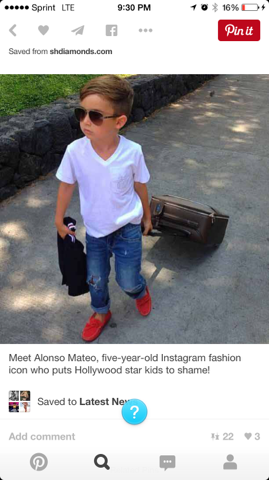 Sprint LTE 9:30 PM 16%
Pin it
Saved from shdiamonds.com
Meet Alonso Mateo, five-year-old Instagram fashion
icon who puts Hollywood star kids to shame!
Saved to Latest
?
Add comment 22 3